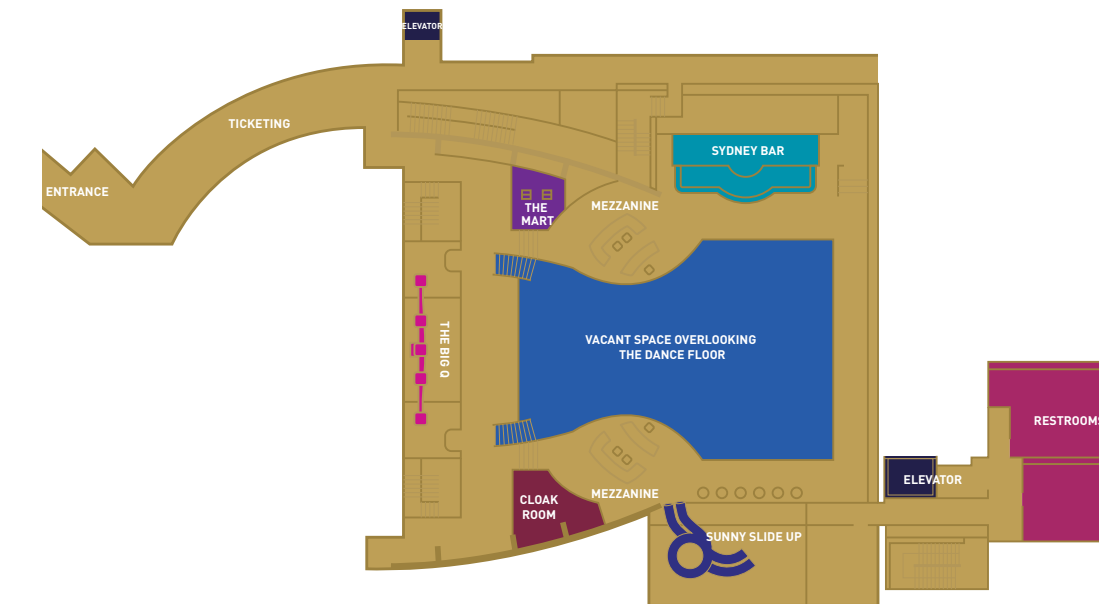 ELEVATOR
TICKETING
ENTRANCE
SYDNEY BAR
THE
MART
MEZZANINE
VACANT SPACE OVERLOOKING
THE DANCE FLOOR
THE BIG Q
RESTROOMS
ELEVATOR
MEZZANINE
CLOAK
ROOM
SUNNY SLIDE UP